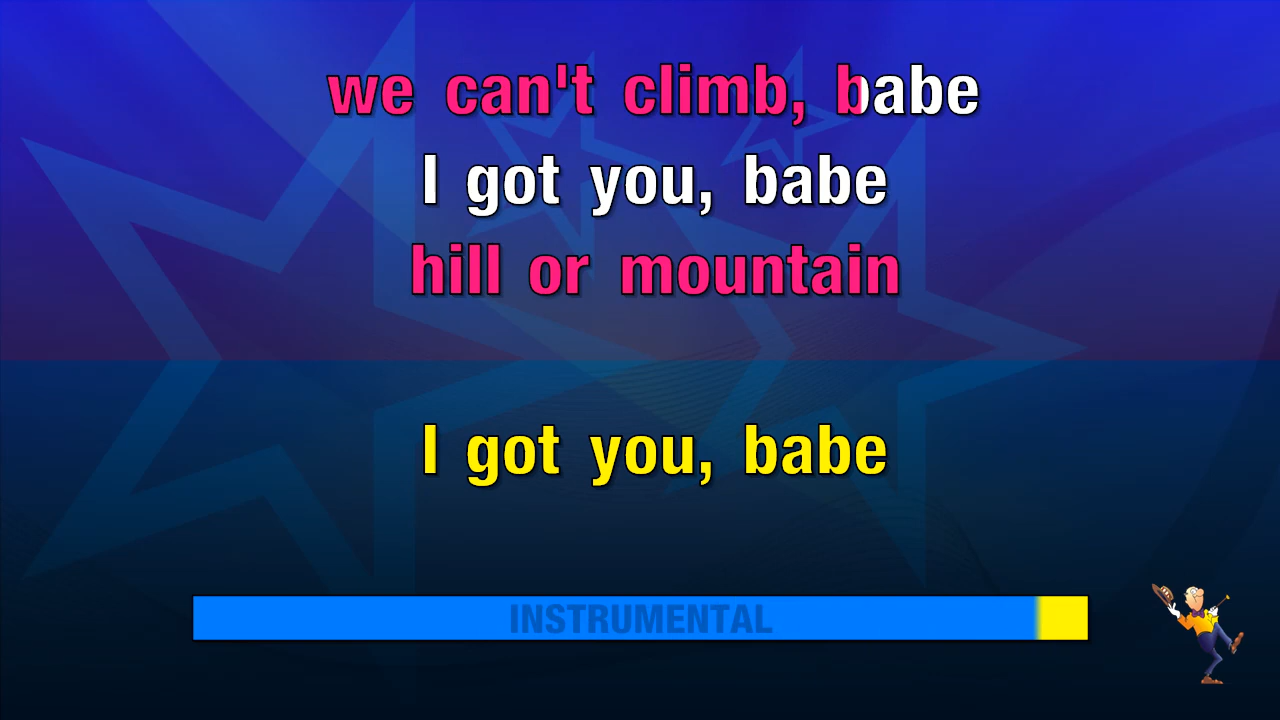 we can't climb, babe
I got you, babe
hill or mountain
I got you, babe
INSTRUMENTAL